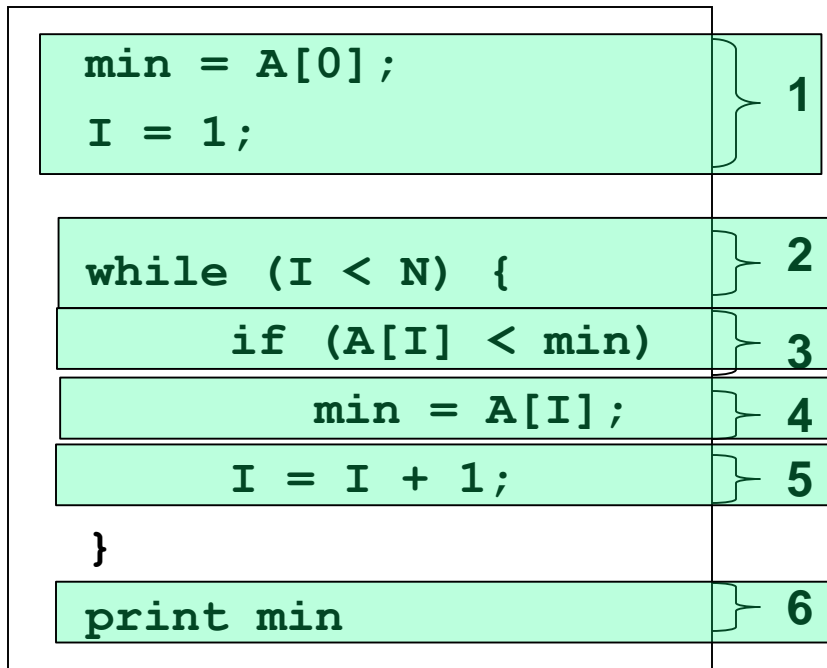 min = A[0];
1
I = 1;
while (I < N) { 2
if (A[I] < min) 3
min = A[I]; 4
I = I + 1; 5
}
print min 6